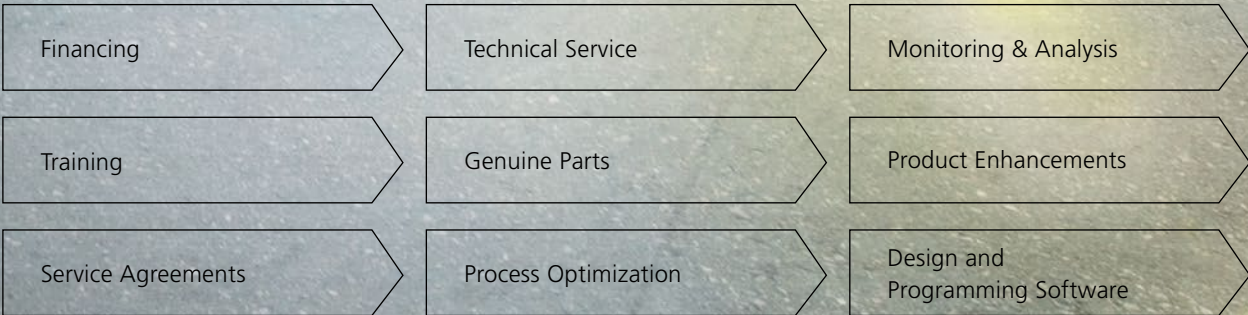 Financing
Technical Service
Monitoring & Analysis
Training
Genuine Parts
Product Enhancements
Service Agreements
Process Optimization
Design and
Programming Software